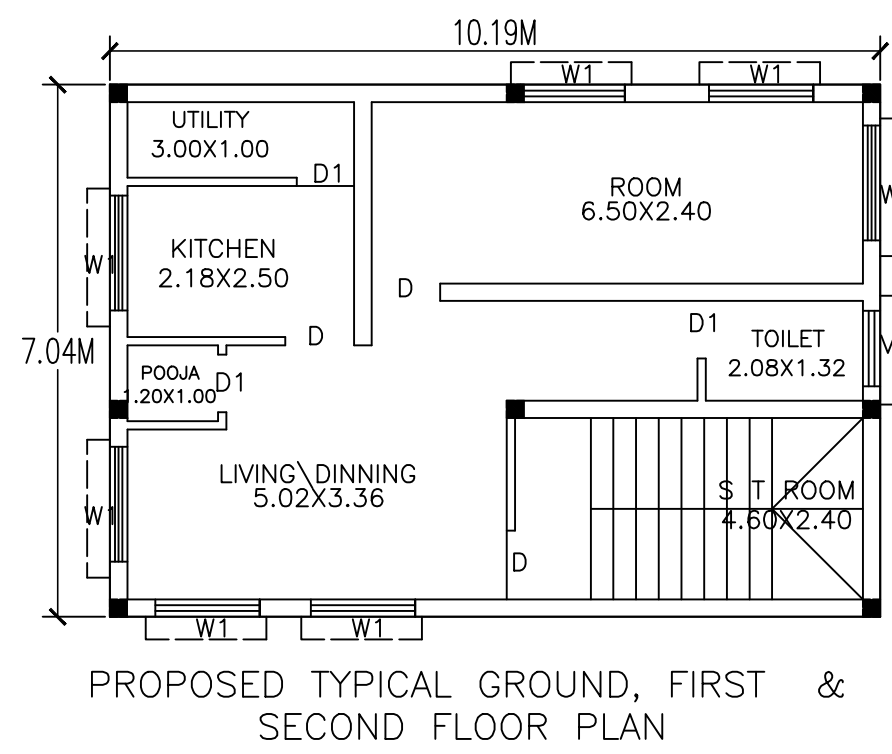 10.19M
W1
W1
UTILITY
3.00X1.00
D1
ROOM
6.50X2.40
W
KITCHEN
2.18X2.50
W1
D
D
7.04M
D1
TOILET
2.08X1.32
POOJA
1.20X1.00
D1
LIVING\DINNING
5.02X3.36
S T ROOM
4.60X2.40
W1
D
W1
W1
PROPOSED TYPICAL GROUND, FIRST &
SECOND FLOOR PLAN